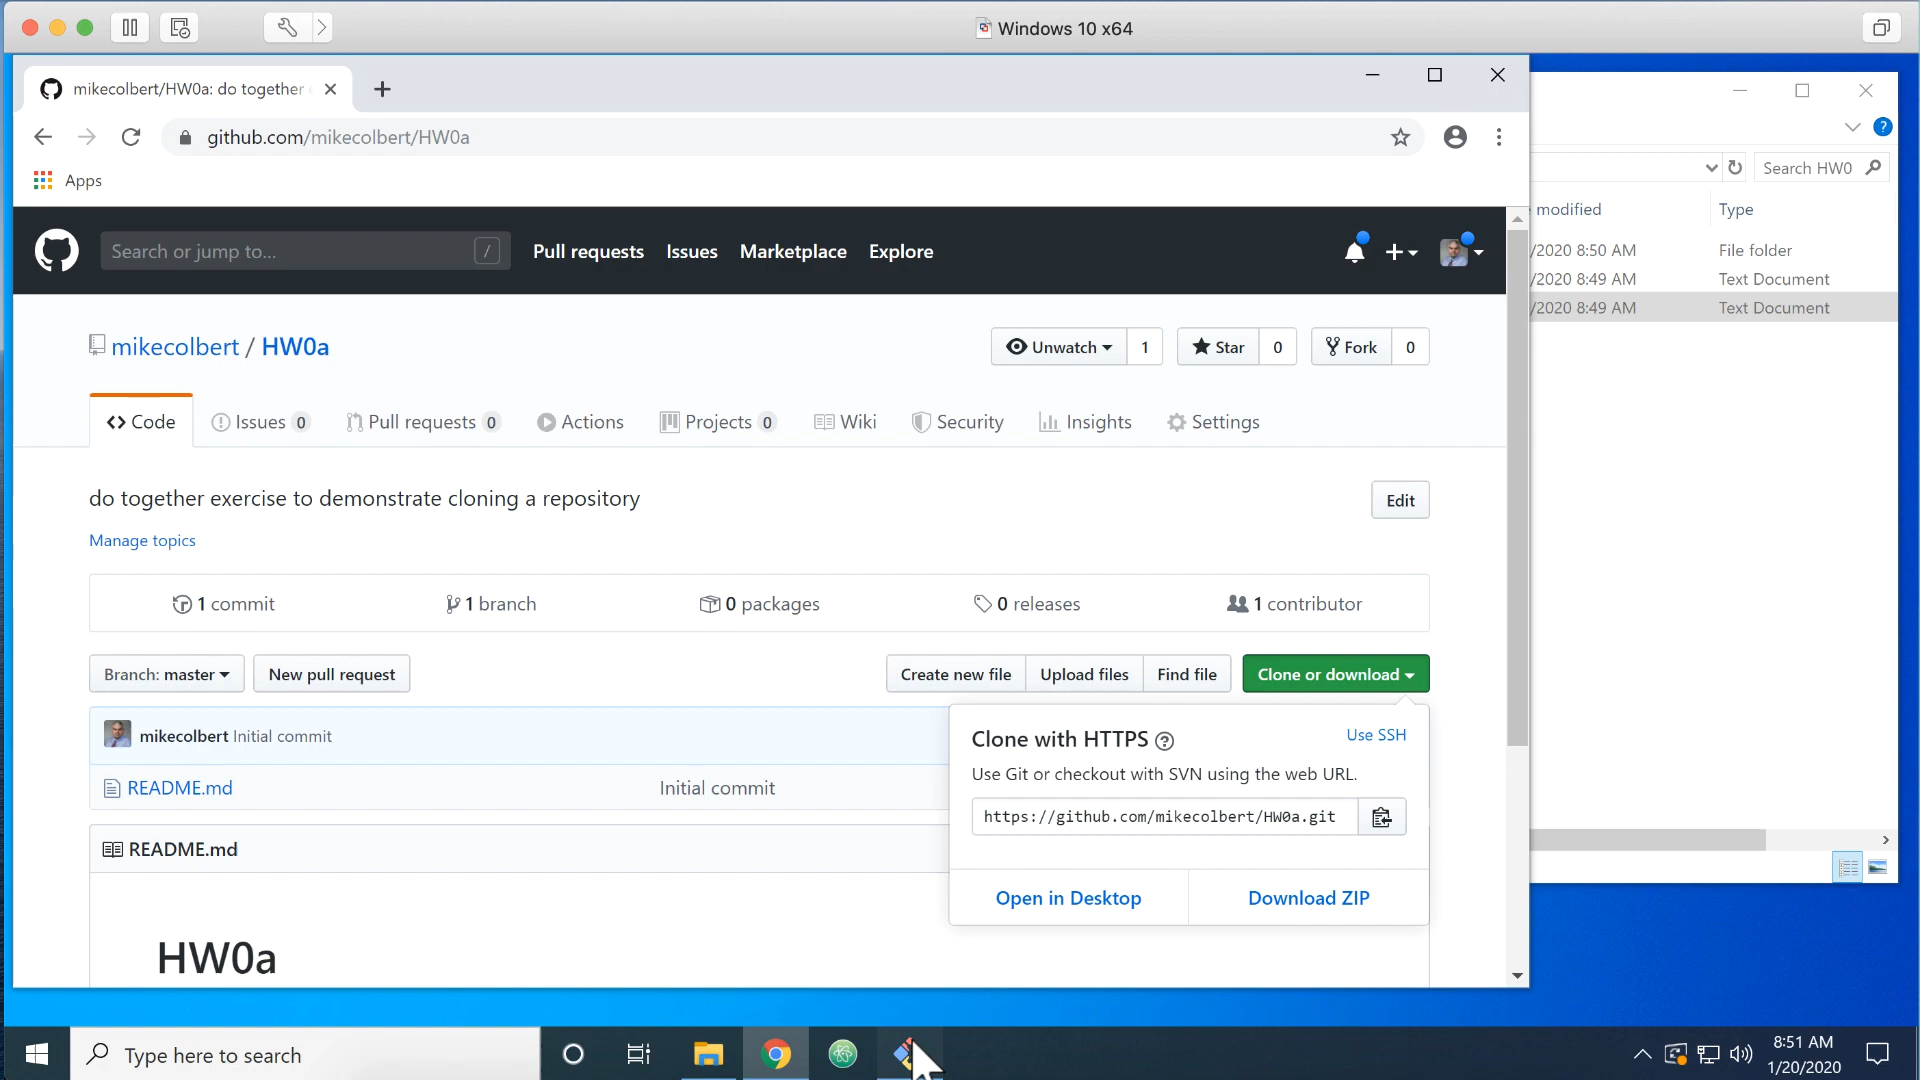 Windows 10 x64
mikecolbert/HW0a: do together
github.com/mikecolbert/HW0a
Apps
Search HW0
modified
Type
/2020 8:50 AM
File folder
/2020 8:49 AM
Text Document
/2020 8:49 AM
Text Document
Search or jump to...
/
Pull requests
Issues
Marketplace
Explore
mikecolbert / HW0a
Unwatch
1
Star
0
Fork
0
Code
Issues 0
Pull requests 0
Actions
Projects 0
Wiki
Security
Insights
Settings
do together exercise to demonstrate cloning a repository
Edit
Manage topics
1 commit
1 branch
0 packages
0 releases
1 contributor
Branch: master
New pull request
Create new file
Upload files
Find file
Clone or download
mikecolbert Initial commit
README.md
Initial commit
Clone with HTTPS
Use SSH
Use Git or checkout with SVN using the web URL.
https://github.com/mikecolbert/HW0a.git
Open in Desktop
Download ZIP
README.md
HW0a
Type here to search
8:51 AM
1/20/2020